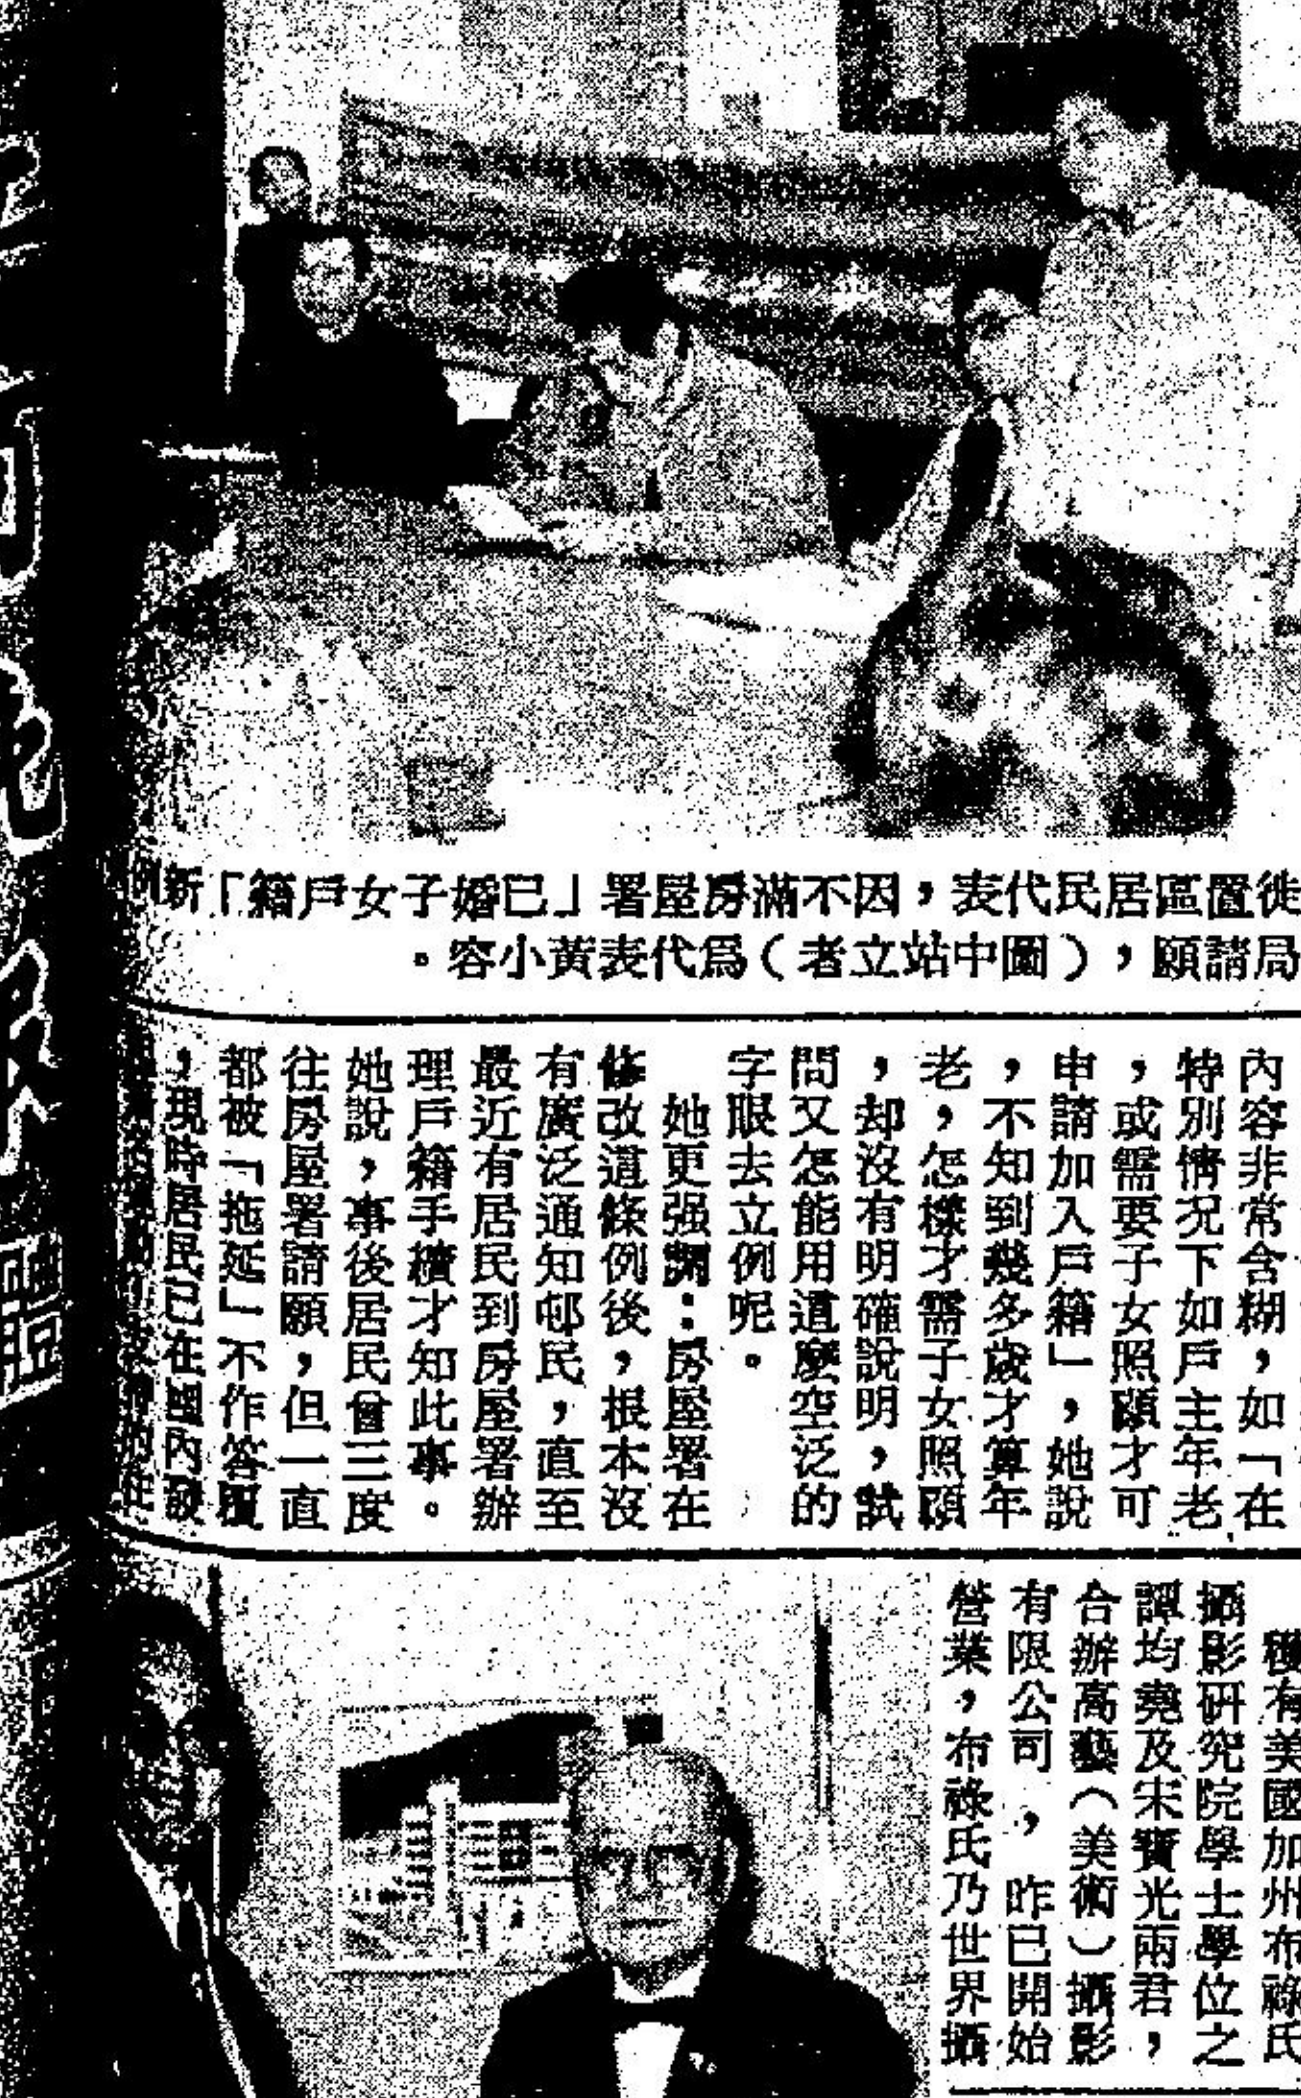 徙置區居民代表，因不滿房屋署「已婚子女戶籍」新例
局請願，（圖中站立者）爲代表黃小容。
內容非常含糊，如「在
特別情况下如戶主年老
，或需要子女照顧才可
申請加入戶籍」，她說
，不知到幾多歲才算年
老，怎樣才需子女照顧
，却沒有明確說明，試
問又怎能用這麼空泛的
字眼去立例呢。
她更强調：房屋署在
修改這條例後，根本沒
有廣泛通知邨民，直至
最近有居民到房屋署辦
理戶籍手續才知此事。
她說，事後居民曾三度
往房屋署請願，但一直
都被「拖延」不作答覆
，現時居民已在區內發
獲有美國加州布祿氏
攝影研究院學士學位之
譚均堯及宋寶光兩君，
合辦高藝（美術）攝影
有限公司，昨已開始
營業，布祿氏乃世界攝